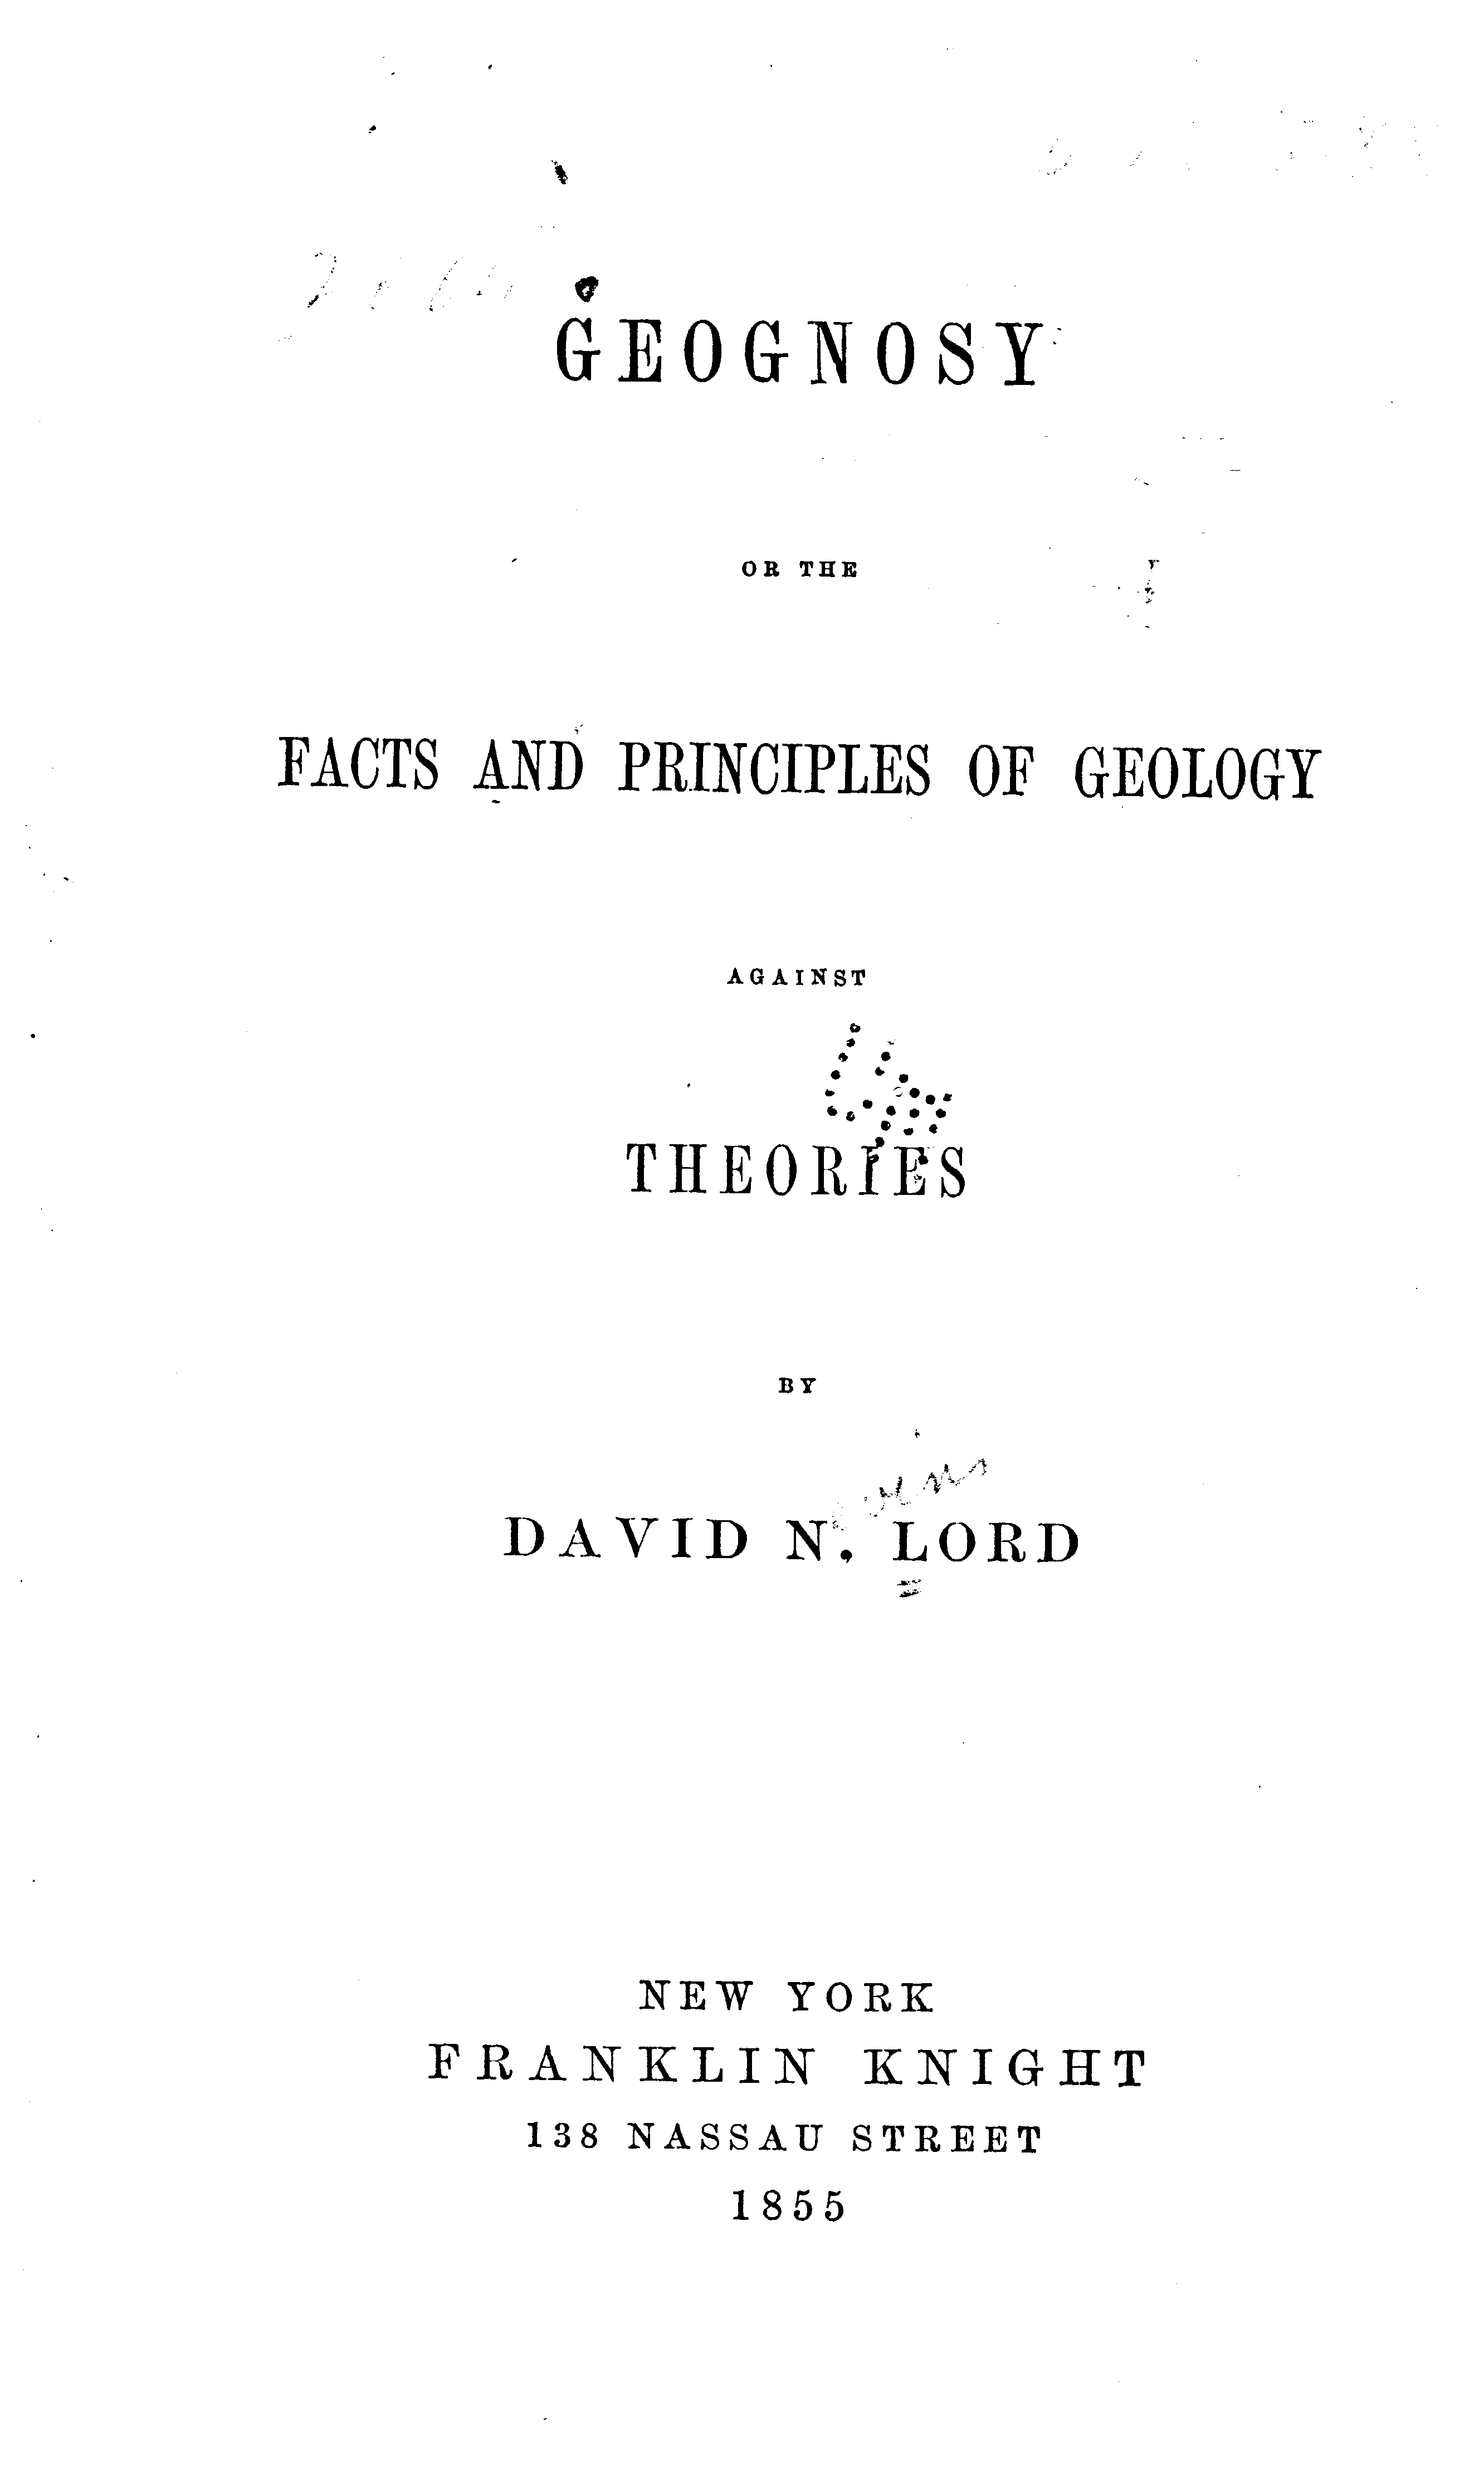 GEOGNOSY
OR THE
FACTS AND PRINCIPLES OF GEOLOGY
AGAINST
THEORIES
BY
DAVID N. LORD
NEW YORK
FRANKLIN KNIGHT
138 NASSAU STREET
1855